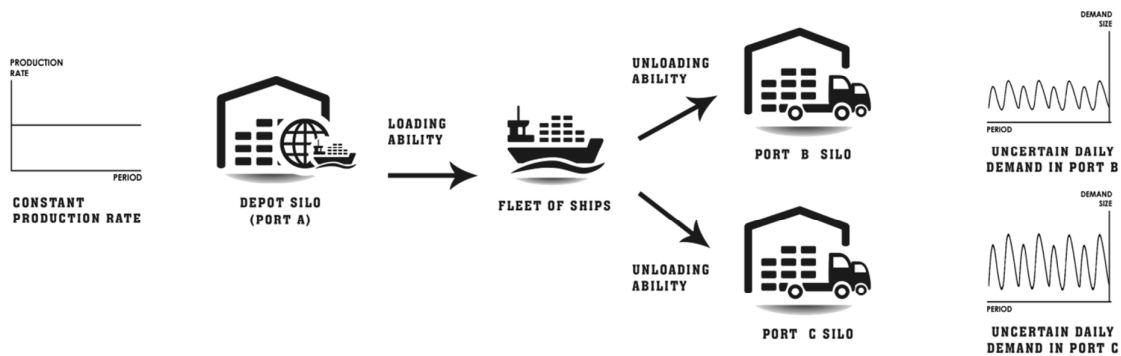 PRODUCTION
RATE
PERIOD
CONSTANT
PRODUCTION RATE
DEPOT SILO
(PORT A)
LOADING
ABILITY
FLEET OF SHIPS
UNLOADING
ABILITY
PORT B SILO
UNLOADING
ABILITY
PORT C SILO
DEMAND
SIZE
PERIOD
UNCERTAIN DAILY
DEMAND IN PORT B
DEMAND
SIZE
PERIOD
UNCERTAIN DAILY
DEMAND IN PORT C